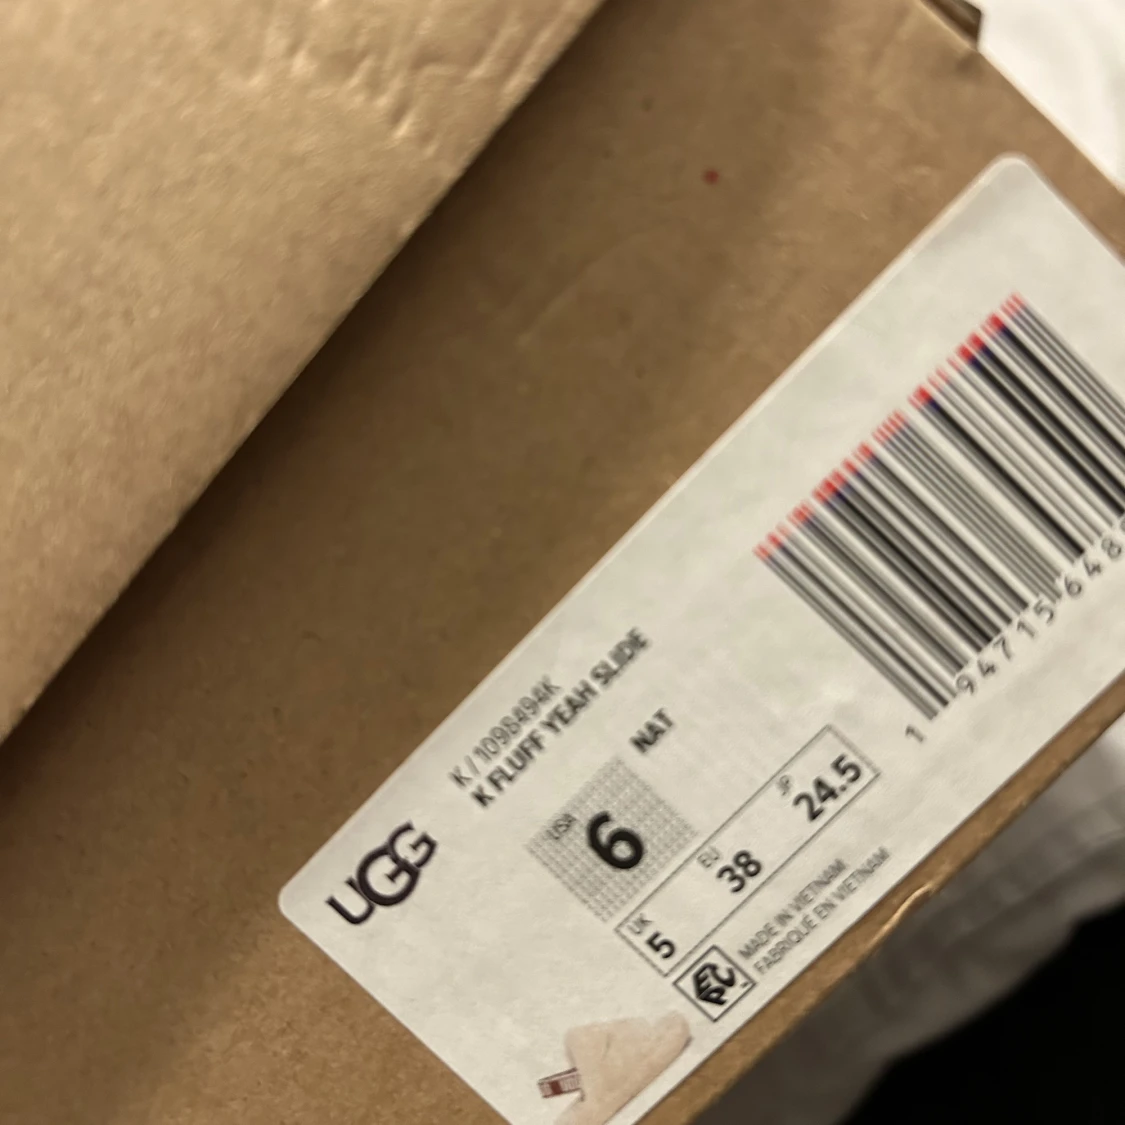 UGG
K/1098494K
K FLUFF YEAH SLIDE
NAT
USA
6
UK EU JP
5 38 24.5
MADE IN VIETNAM
FABRIQUÉ EN VIETNAM
1 94715 648